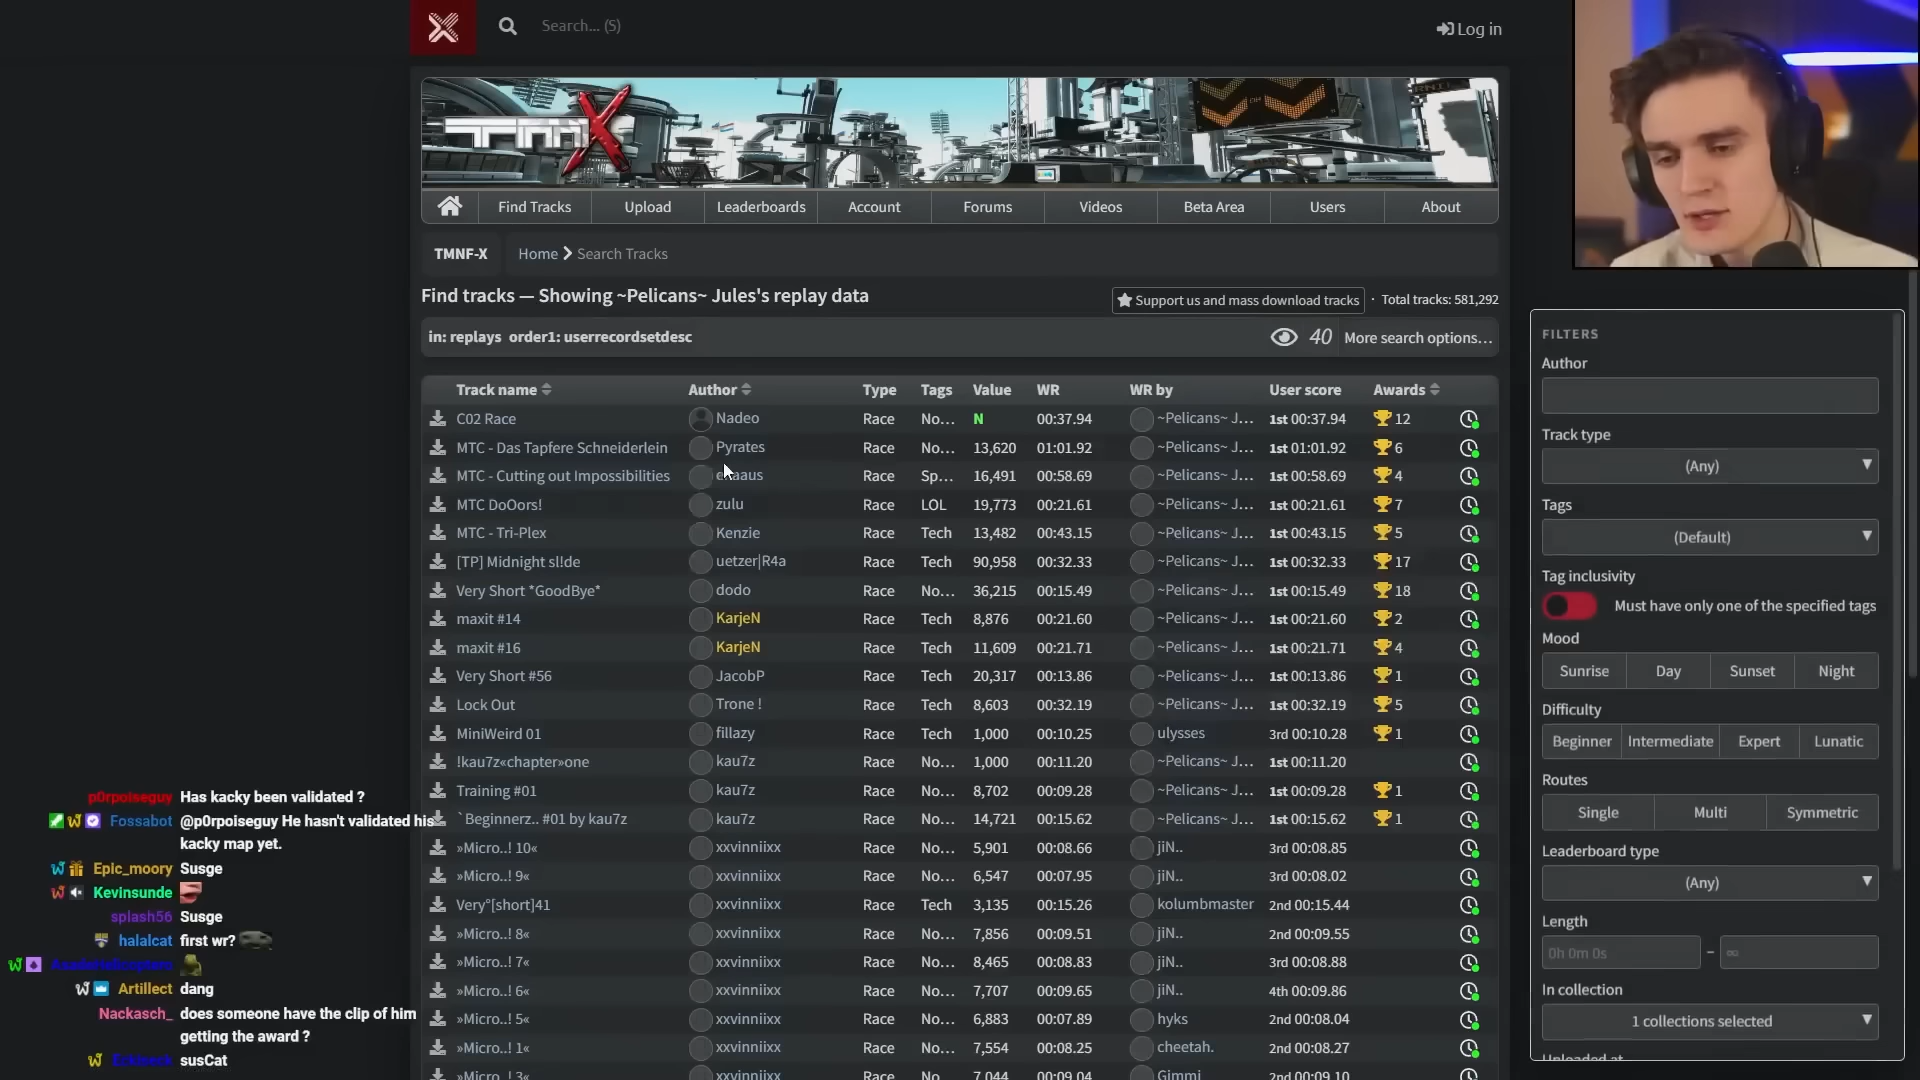 Search... (S)
Log in
TMX
Find Tracks Upload Leaderboards Account Forums Videos Beta Area Users About
TMNF-X Home Search Tracks
Find tracks — Showing ~Pelicans~ Jules's replay data
Support us and mass download tracks · Total tracks: 581,292
in: replays order1: userrecordsetdesc 40 More search options...
Track name Author Type Tags Value WR WR by User score Awards
C02 Race Nadeo Race No... N 00:37.94 ~Pelicans~ J... 1st 00:37.94 12
MTC - Das Tapfere Schneiderlein Pyrates Race No... 13,620 01:01.92 ~Pelicans~ J... 1st 01:01.92 6
MTC - Cutting out Impossibilities Race Sp... 16,491 00:58.69 ~Pelicans~ J... 1st 00:58.69 4
MTC DoOors! zulu Race LOL 19,773 00:21.61 ~Pelicans~ J... 1st 00:21.61 7
MTC - Tri-Plex Kenzie Race Tech 13,482 00:43.15 ~Pelicans~ J... 1st 00:43.15 5
[TP] Midnight sl!de uetzer|R4a Race Tech 90,958 00:32.33 ~Pelicans~ J... 1st 00:32.33 17
Very Short *GoodBye* dodo Race No... 36,215 00:15.49 ~Pelicans~ J... 1st 00:15.49 18
maxit #14 KarjeN Race Tech 8,876 00:21.60 ~Pelicans~ J... 1st 00:21.60 2
maxit #16 KarjeN Race Tech 11,609 00:21.71 ~Pelicans~ J... 1st 00:21.71 4
Very Short #56 JacobP Race Tech 20,317 00:13.86 ~Pelicans~ J... 1st 00:13.86 1
Lock Out Trone ! Race Tech 8,603 00:32.19 ~Pelicans~ J... 1st 00:32.19 5
MiniWeird 01 fillazy Race Tech 1,000 00:10.25 ulysses 3rd 00:10.28 1
!kau7z«chapter»one kau7z Race No... 1,000 00:11.20 ~Pelicans~ J... 1st 00:11.20
Training #01 kau7z Race No... 8,702 00:09.28 ~Pelicans~ J... 1st 00:09.28 1
`Beginnerz.. #01 by kau7z kau7z Race No... 14,721 00:15.62 ~Pelicans~ J... 1st 00:15.62 1
»Micro..! 10« xxvinniixx Race No... 5,901 00:08.66 jiN.. 3rd 00:08.85
»Micro..! 9« xxvinniixx Race No... 6,547 00:07.95 jiN.. 3rd 00:08.02
Very°[short]41 xxvinniixx Race Tech 3,135 00:15.26 kolumbmaster 2nd 00:15.44
»Micro..! 8« xxvinniixx Race No... 7,856 00:09.51 jiN.. 2nd 00:09.55
»Micro..! 7« xxvinniixx Race No... 8,465 00:08.83 jiN.. 3rd 00:08.88
»Micro..! 6« xxvinniixx Race No... 7,707 00:09.65 jiN.. 4th 00:09.86
»Micro..! 5« xxvinniixx Race No... 6,883 00:07.89 hyks 2nd 00:08.04
»Micro..! 1« xxvinniixx Race No... 7,554 00:08.25 cheetah. 2nd 00:08.27
»Micro..! 3« xxvinniixx Race No... 7,044 00:09.04 Gimmi 2nd 00:09.10
FILTERS
Author
Track type
(Any)
Tags
(Default)
Tag inclusivity
Must have only one of the specified tags
Mood
Sunrise Day Sunset Night
Difficulty
Beginner Intermediate Expert Lunatic
Routes
Single Multi Symmetric
Leaderboard type
(Any)
Length
0h 0m 0s – ∞
In collection
1 collections selected
Uploaded at
p0rpoiseguy Has kacky been validated ?
Fossabot @p0rpoiseguy He hasn't validated his
kacky map yet.
Epic_moory Susge
Kevinsunde
splash56 Susge
halalcat first wr?
Artillect dang
Nackasch_ does someone have the clip of him
getting the award ?
susCat